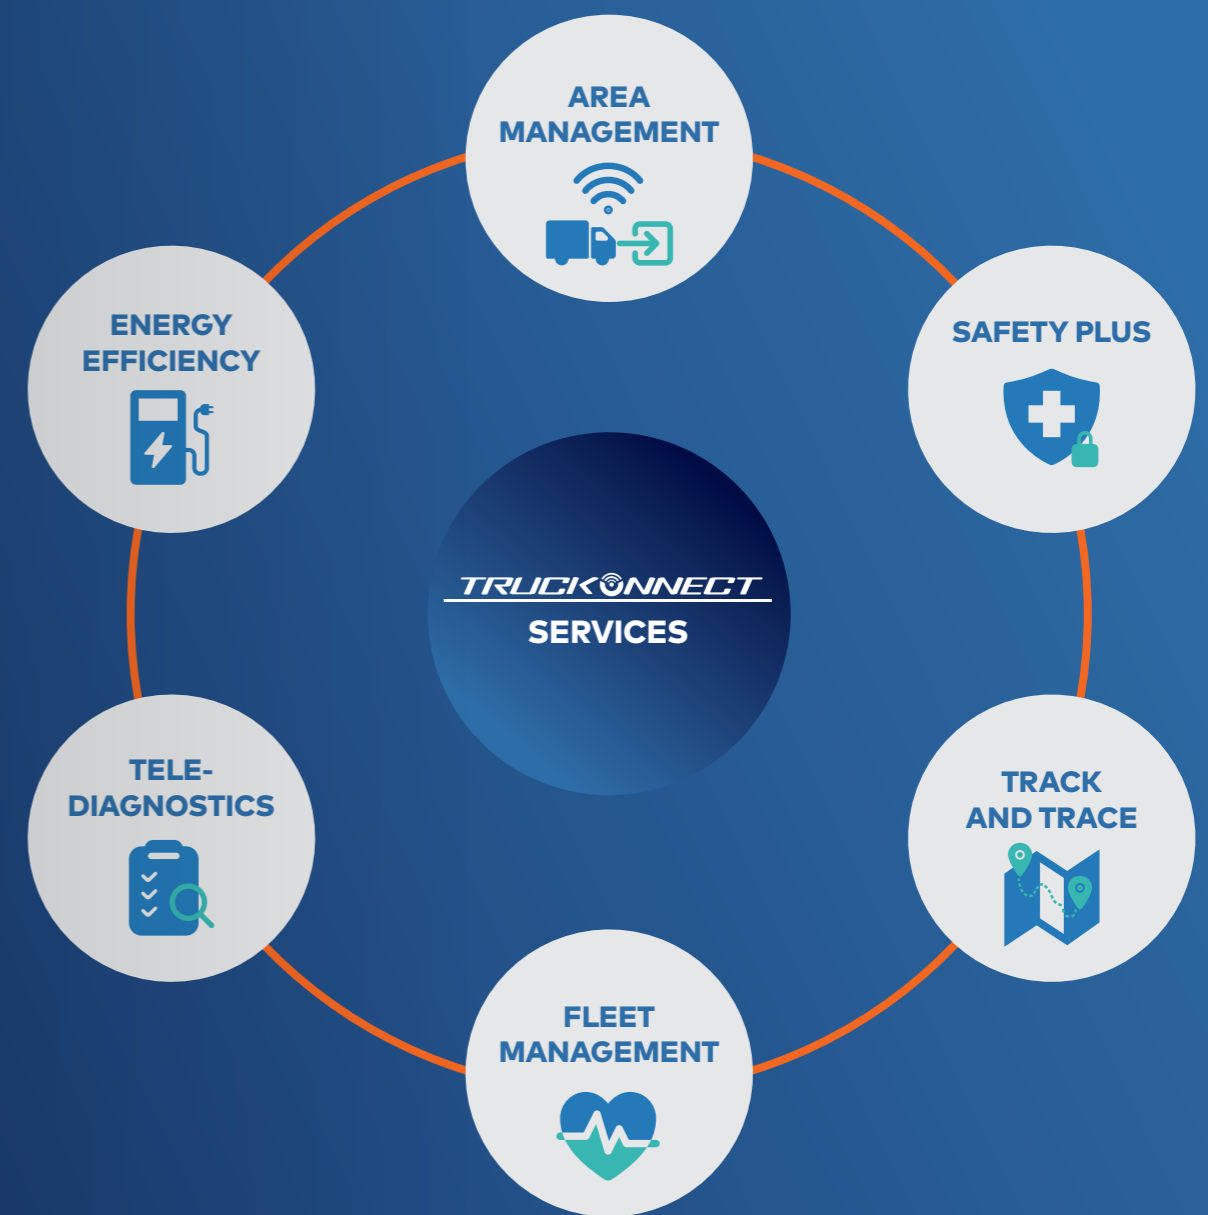 AREA
MANAGEMENT
SAFETY PLUS
ENERGY
EFFICIENCY
TRUCKONNECT
SERVICES
TELE-
DIAGNOSTICS
TRACK
AND TRACE
FLEET
MANAGEMENT